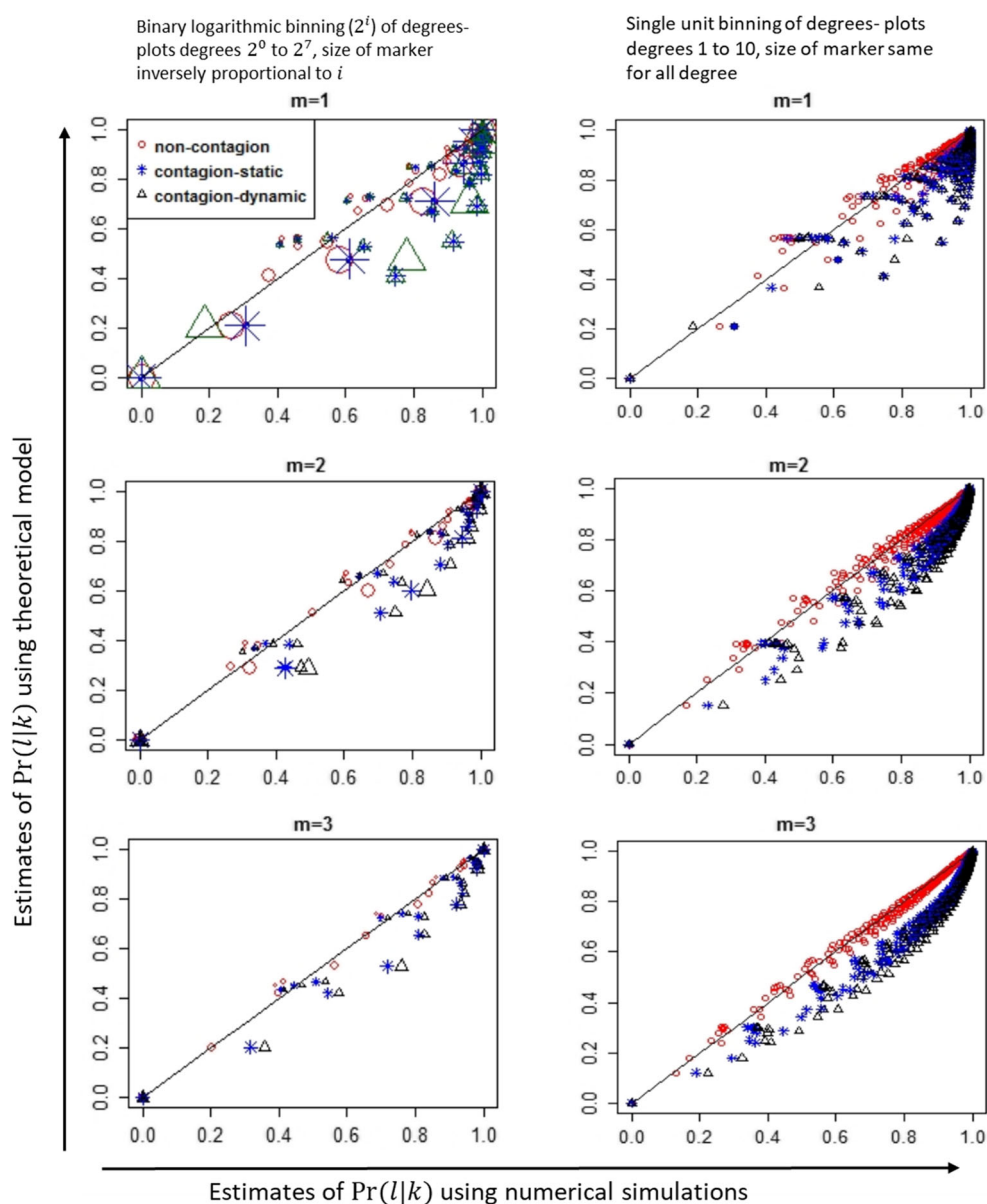 Binary logarithmic binning (2^i) of degrees-
plots degrees 2^0 to 2^7, size of marker
inversely proportional to i
Single unit binning of degrees- plots
degrees 1 to 10, size of marker same
for all degree
m=1
non-contagion
contagion-static
contagion-dynamic
0.0 0.2 0.4 0.6 0.8 1.0
0.0 0.2 0.4 0.6 0.8 1.0
m=1
0.0 0.2 0.4 0.6 0.8 1.0
0.0 0.2 0.4 0.6 0.8 1.0
m=2
0.0 0.2 0.4 0.6 0.8 1.0
0.0 0.2 0.4 0.6 0.8 1.0
m=2
0.0 0.2 0.4 0.6 0.8 1.0
0.0 0.2 0.4 0.6 0.8 1.0
m=3
0.0 0.2 0.4 0.6 0.8 1.0
0.0 0.2 0.4 0.6 0.8 1.0
m=3
0.0 0.2 0.4 0.6 0.8 1.0
0.0 0.2 0.4 0.6 0.8 1.0
Estimates of Pr(l|k) using theoretical model
Estimates of Pr(l|k) using numerical simulations